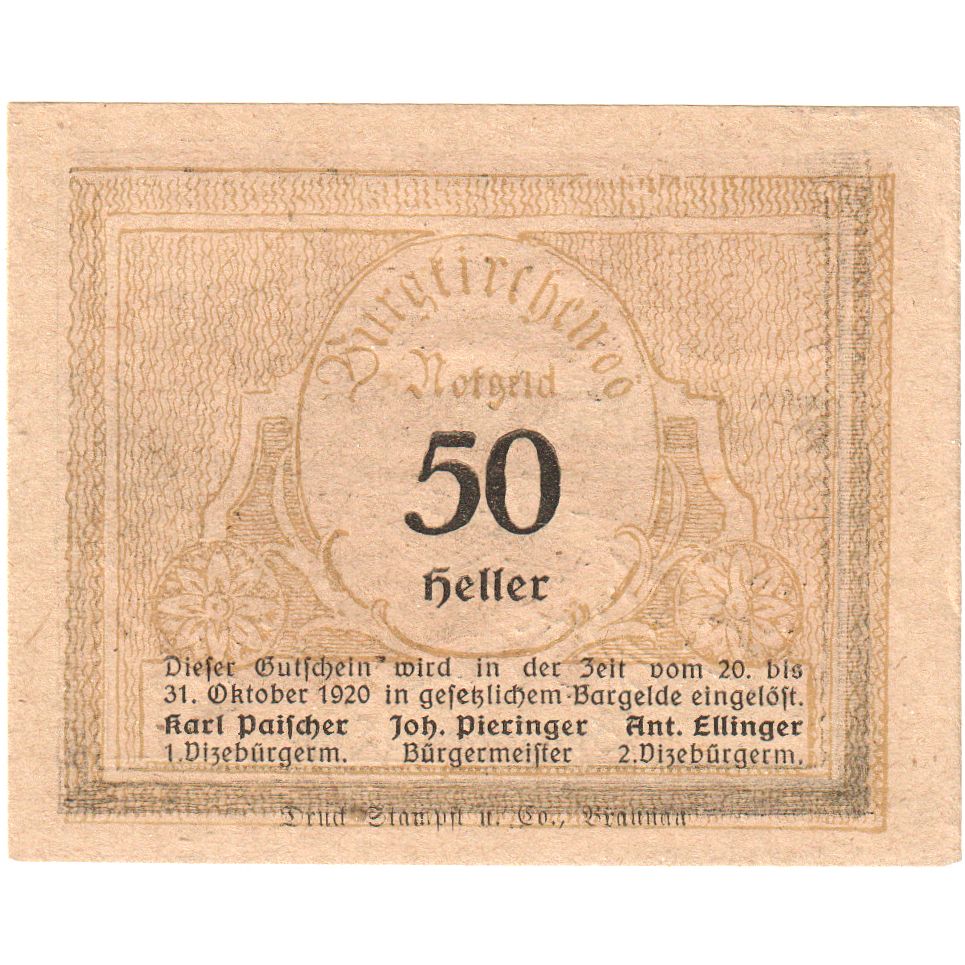 Burgkirchen oö
Notgeld
50
Heller
Dieser Gutschein wird in der Zeit vom 20. bis
31. Oktober 1920 in gesetzlichem Bargelde eingelöst.
Karl Paischer Joh. Pieringer Ant. Ellinger
1. Vizebürgerm. Bürgermeister 2. Vizebürgerm.
Druck Stampfl u. Co., Braunau